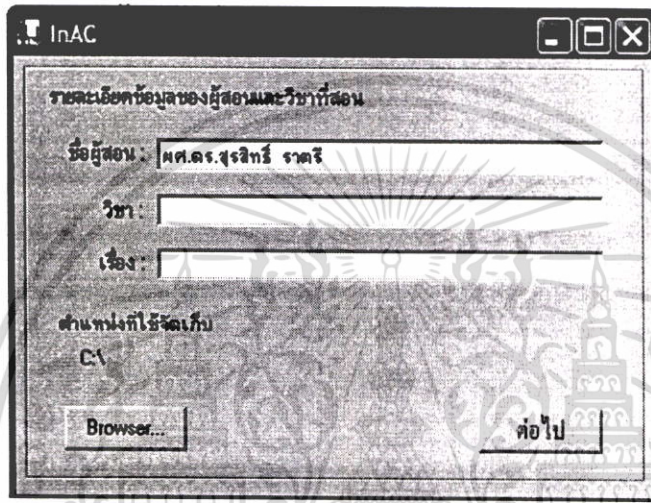 InAC
รายละเอียดข้อมูลของผู้สอนและวิชาที่สอน
ชื่อผู้สอน : ผศ.ดร.สุรสิทธิ์ ราตรี
วิชา :
เรื่อง :
ตำแหน่งที่ใช้จัดเก็บ
C:\
Browser... ต่อไป